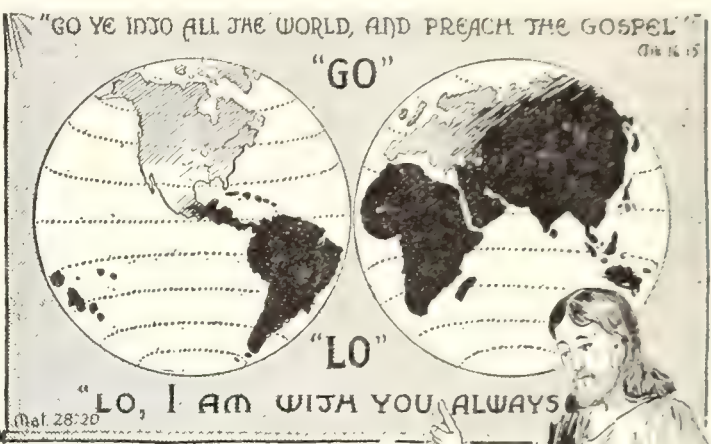 "GO YE INTO ALL THE WORLD, AND PREACH THE GOSPEL"
"GO"
"LO"
"LO, I AM WITH YOU ALWAYS
Mat. 28:20